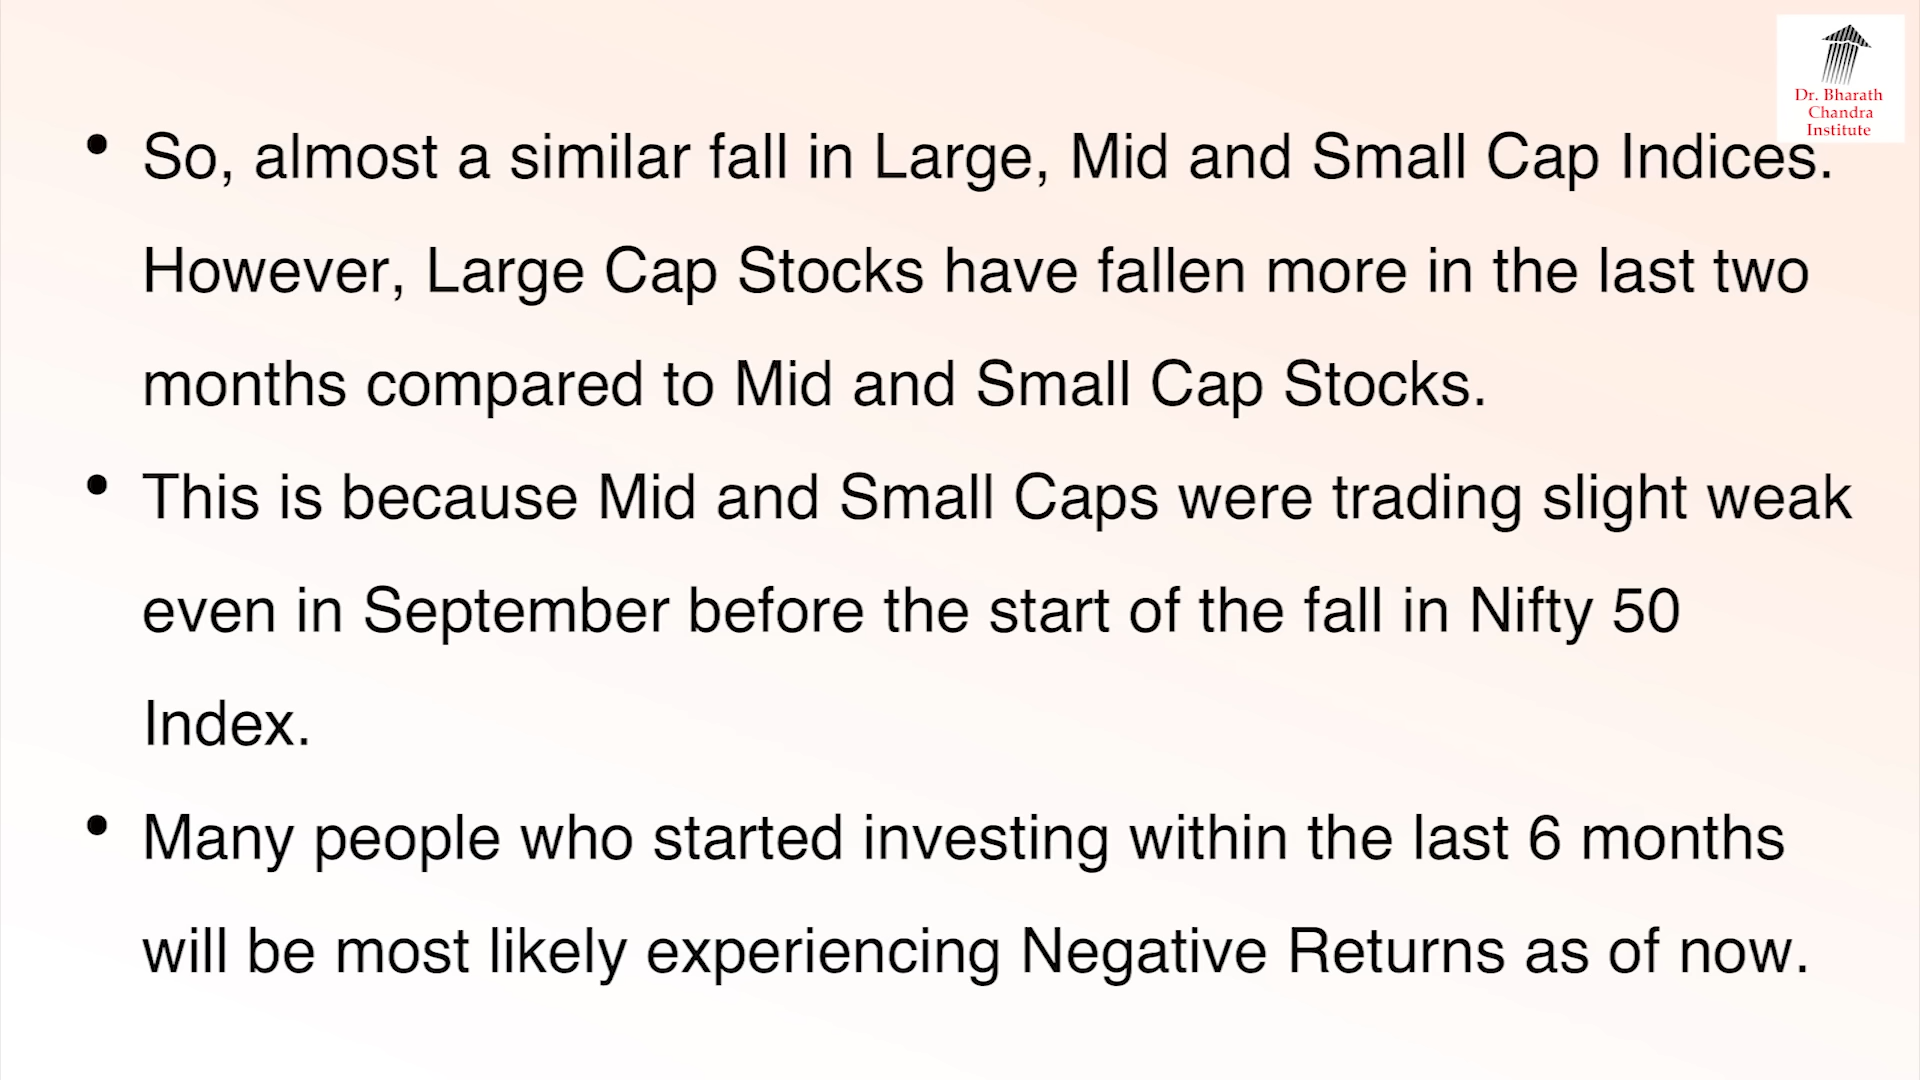 Dr. Bharath
Chandra
Institute
• So, almost a similar fall in Large, Mid and Small Cap Indices.
However, Large Cap Stocks have fallen more in the last two
months compared to Mid and Small Cap Stocks.
• This is because Mid and Small Caps were trading slight weak
even in September before the start of the fall in Nifty 50
Index.
• Many people who started investing within the last 6 months
will be most likely experiencing Negative Returns as of now.